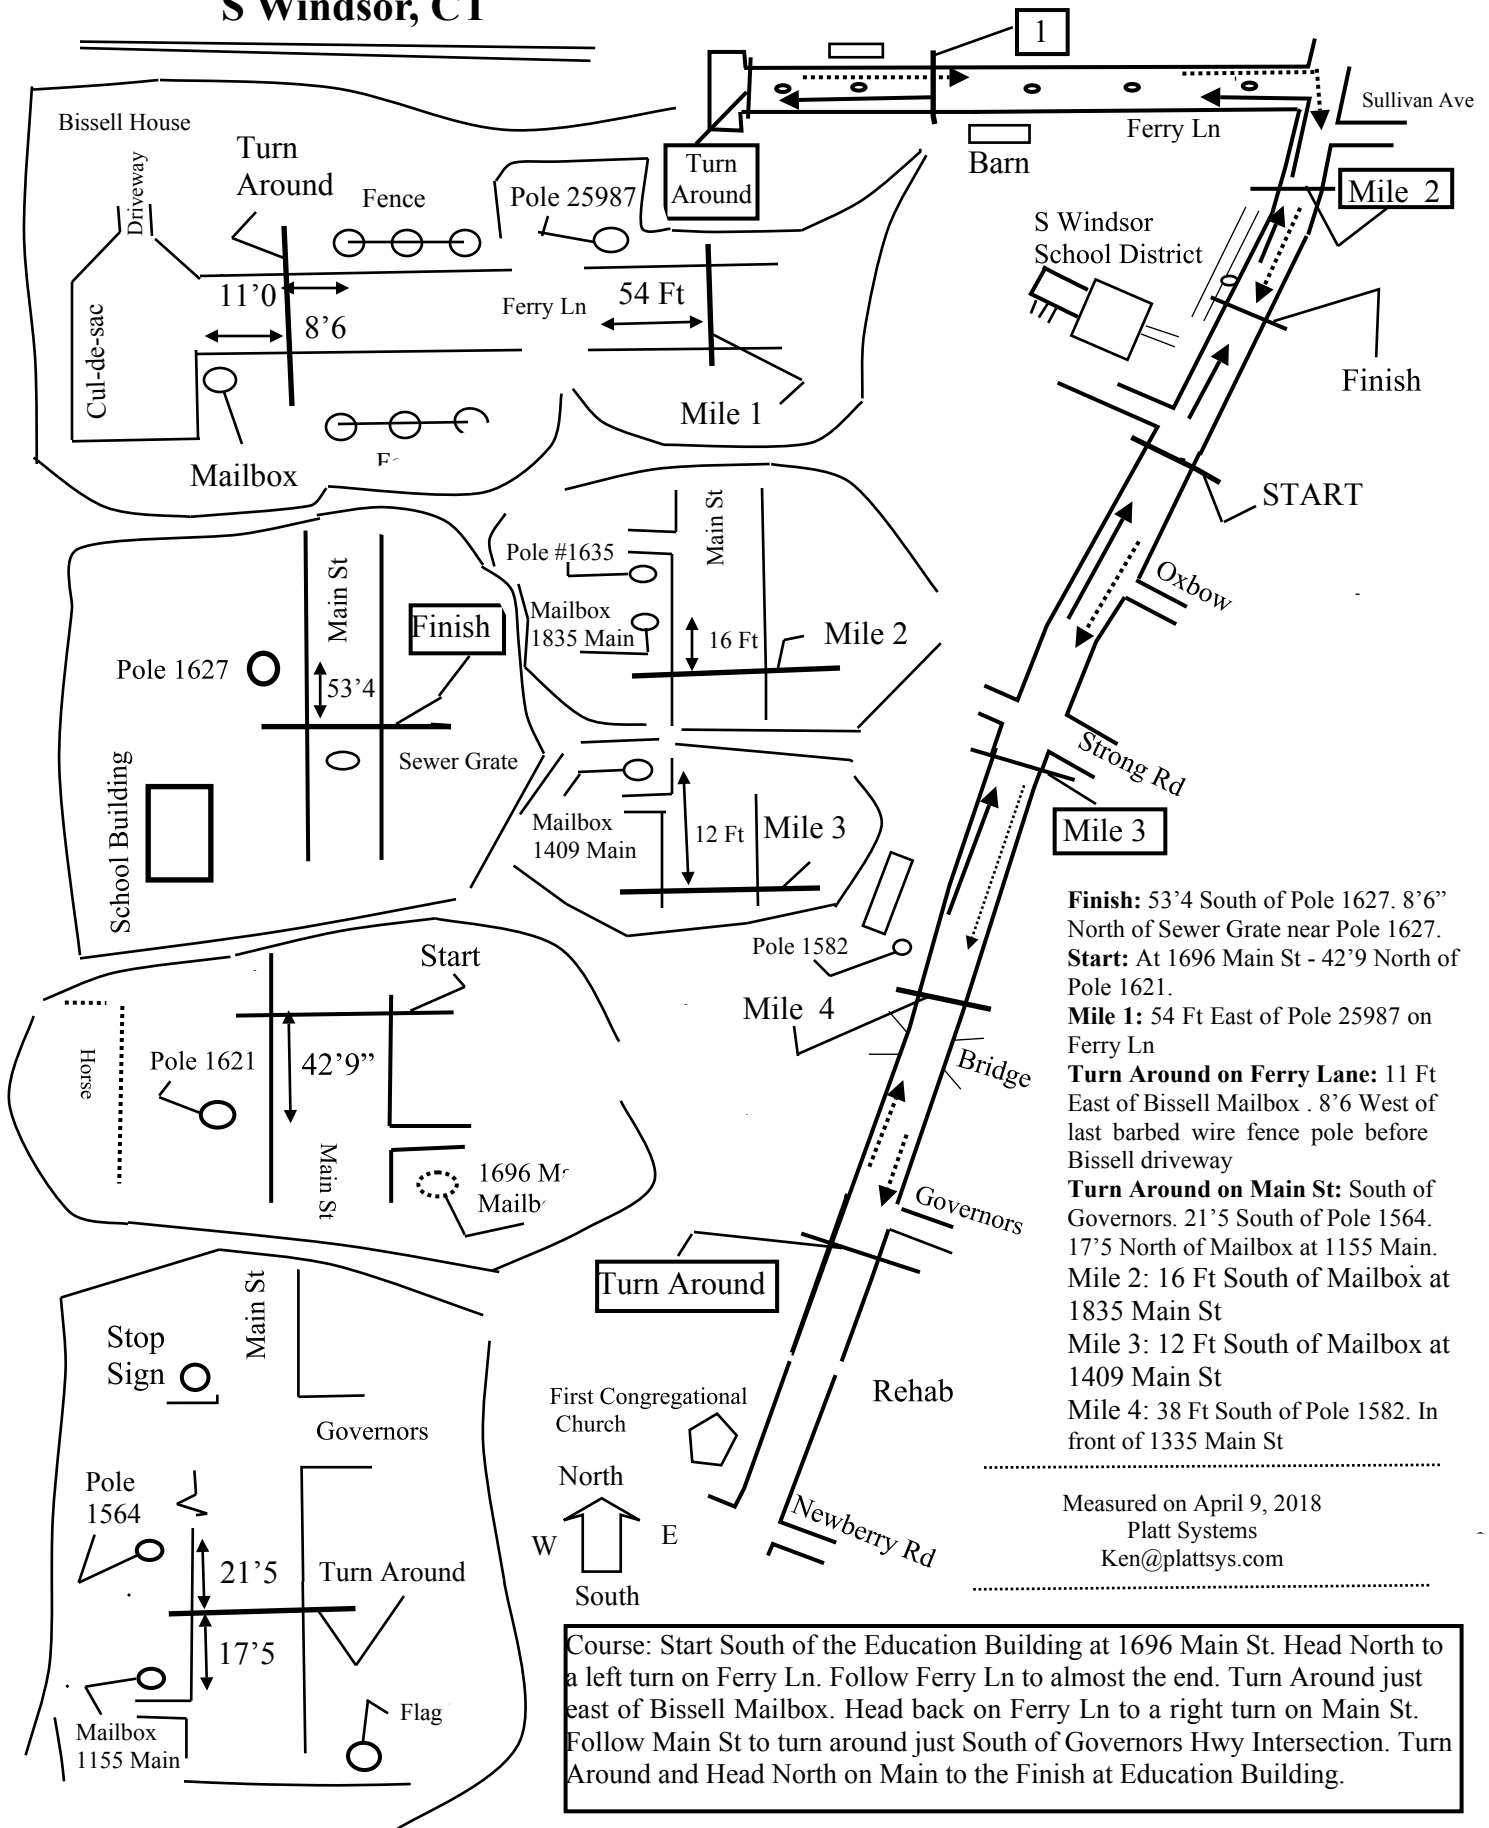 S Windsor, CT
1
Sullivan Ave
Ferry Ln
Barn
Turn
Around
Mile 2
S Windsor
School District
Finish
START
Oxbow
Strong Rd
Mile 3
Pole 1582
Mile 4
Bridge
Governors
Turn Around
Rehab
First Congregational
Church
Newberry Rd
North
W
E
South
Bissell House
Driveway
Turn
Around
Fence
Pole 25987
11’0
8’6
Ferry Ln
54 Ft
Cul-de-sac
Mile 1
Mailbox
Main St
Pole #1635
Mailbox
1835 Main
16 Ft
Mile 2
Main St
Finish
Pole 1627
53’4
Sewer Grate
School Building
Mailbox
1409 Main
12 Ft
Mile 3
Start
Horse
Pole 1621
42’9”
Main St
1696
Main St
Stop
Sign
Governors
Pole
1564
21’5
Turn Around
17’5
Flag
Mailbox
1155 Main
Finish: 53’4 South of Pole 1627. 8’6”
North of Sewer Grate near Pole 1627.
Start: At 1696 Main St - 42’9 North of
Pole 1621.
Mile 1: 54 Ft East of Pole 25987 on
Ferry Ln
Turn Around on Ferry Lane: 11 Ft
East of Bissell Mailbox . 8’6 West of
last barbed wire fence pole before
Bissell driveway
Turn Around on Main St: South of
Governors. 21’5 South of Pole 1564.
17’5 North of Mailbox at 1155 Main.
Mile 2: 16 Ft South of Mailbox at
1835 Main St
Mile 3: 12 Ft South of Mailbox at
1409 Main St
Mile 4: 38 Ft South of Pole 1582. In
front of 1335 Main St
Measured on April 9, 2018
Platt Systems
Ken@plattsys.com
Course: Start South of the Education Building at 1696 Main St. Head North to
a left turn on Ferry Ln. Follow Ferry Ln to almost the end. Turn Around just
east of Bissell Mailbox. Head back on Ferry Ln to a right turn on Main St.
Follow Main St to turn around just South of Governors Hwy Intersection. Turn
Around and Head North on Main to the Finish at Education Building.